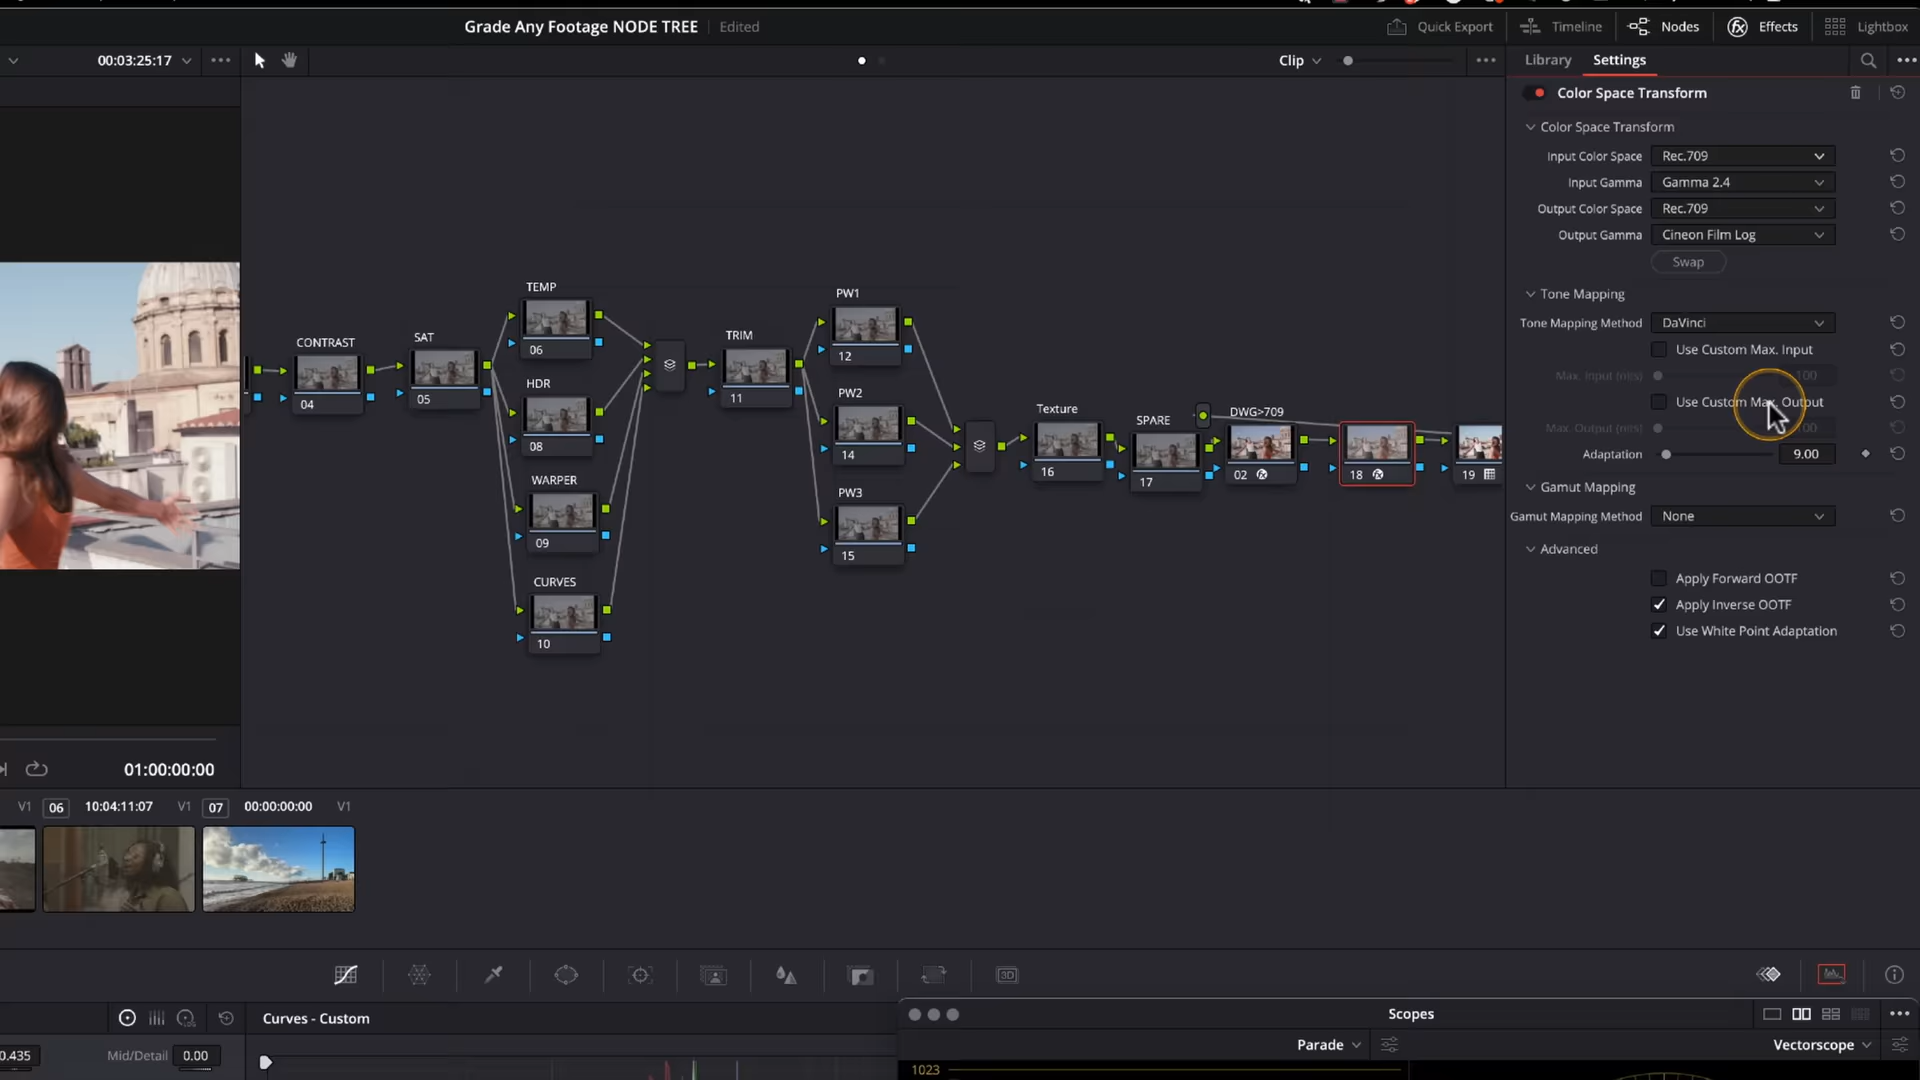 Grade Any Footage NODE TREE Edited
Quick Export
Timeline
Nodes
Effects
Lightbox
00:03:25:17
Clip
Library
Settings
Color Space Transform
Color Space Transform
Input Color Space Rec.709
Input Gamma Gamma 2.4
Output Color Space Rec.709
Output Gamma Cineon Film Log
Swap
Tone Mapping
Tone Mapping Method DaVinci
Use Custom Max. Input
Max. Input (nits) 100
Use Custom Max. Output
Max. Output (nits) 100
Adaptation 9.00
Gamut Mapping
Gamut Mapping Method None
Advanced
Apply Forward OOTF
Apply Inverse OOTF
Use White Point Adaptation
CONTRAST
04
SAT
05
TEMP
06
HDR
08
WARPER
09
CURVES
10
TRIM
11
PW1
12
PW2
14
PW3
15
Texture
16
SPARE
17
DWG>709
02
18
19
01:00:00:00
V1 06 10:04:11:07 V1 07 00:00:00:00 V1
3D
Curves - Custom
0.435 Mid/Detail 0.00
Scopes
Parade
Vectorscope
1023